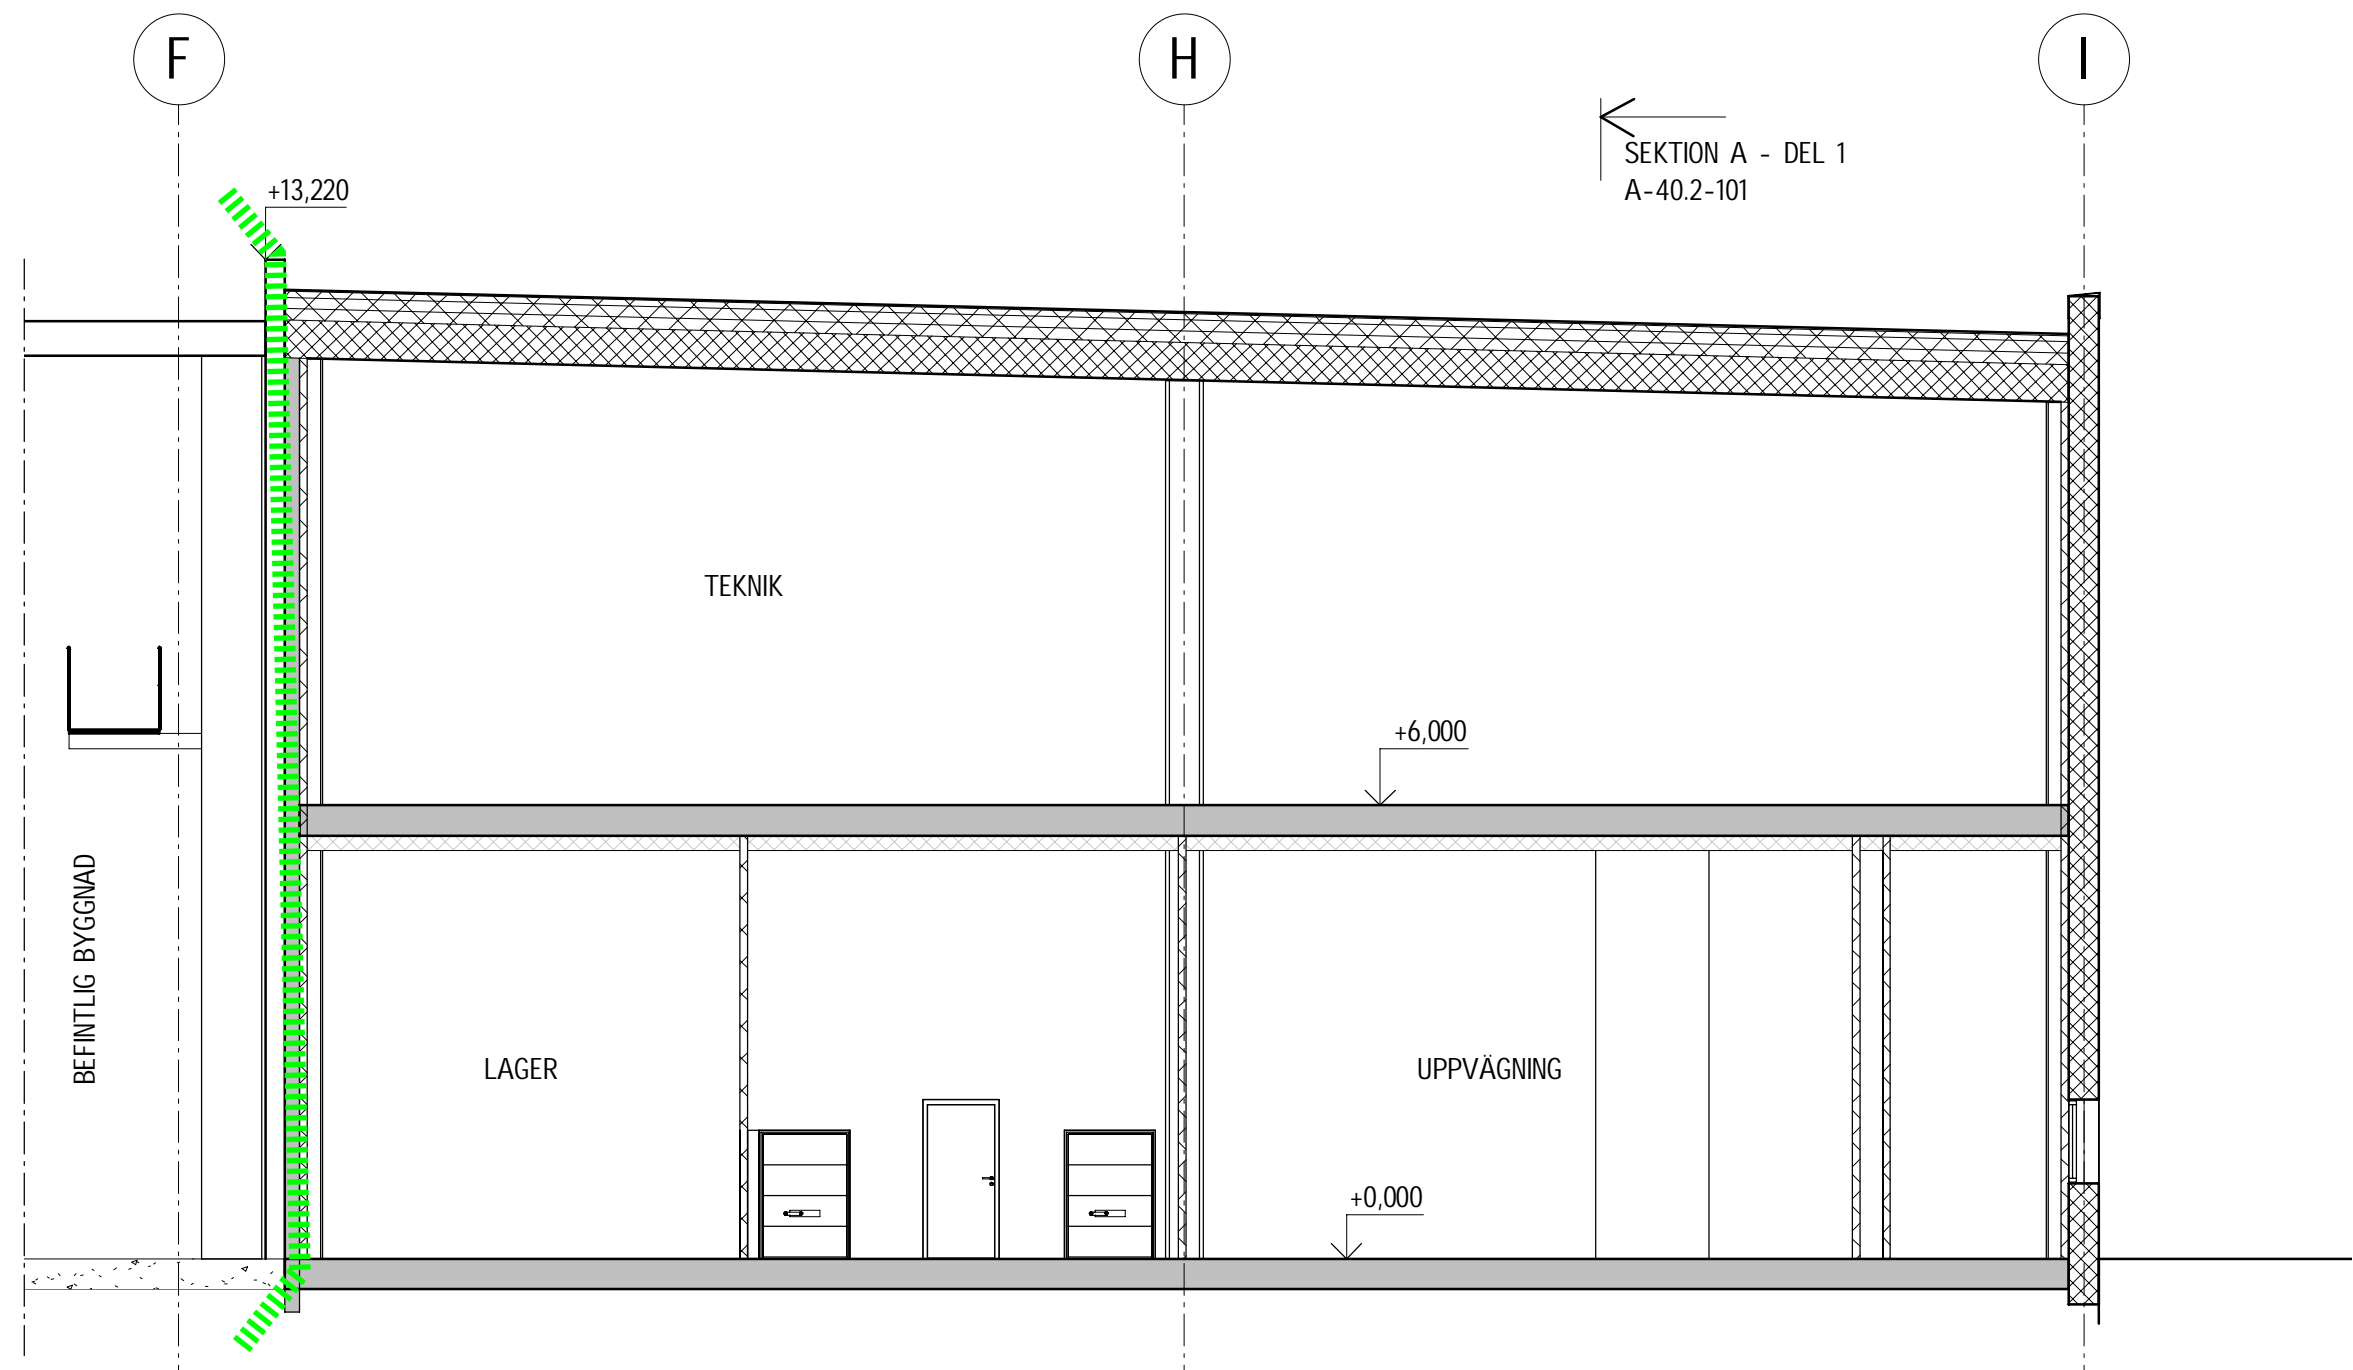 F
H
I
SEKTION A - DEL 1
A-40.2-101
+13,220
TEKNIK
+6,000
BEFINTLIG BYGGNAD
LAGER
UPPVÄGNING
+0,000